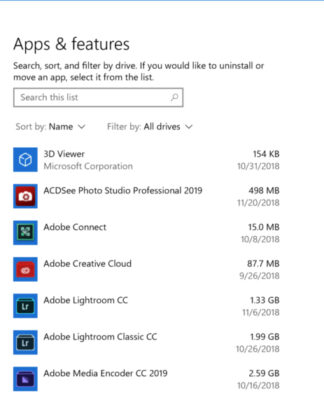 Apps & features
Search, sort, and filter by drive. If you would like to uninstall or
move an app, select it from the list.
Search this list
Sort by: Name Filter by: All drives
3D Viewer 154 KB
Microsoft Corporation 10/31/2018
ACDSee Photo Studio Professional 2019 498 MB
11/20/2018
Adobe Connect 15.0 MB
10/8/2018
Adobe Creative Cloud 87.7 MB
9/26/2018
Lr Adobe Lightroom CC 1.33 GB
11/6/2018
Lr Adobe Lightroom Classic CC 1.99 GB
10/26/2018
Adobe Media Encoder CC 2019 2.59 GB
10/16/2018